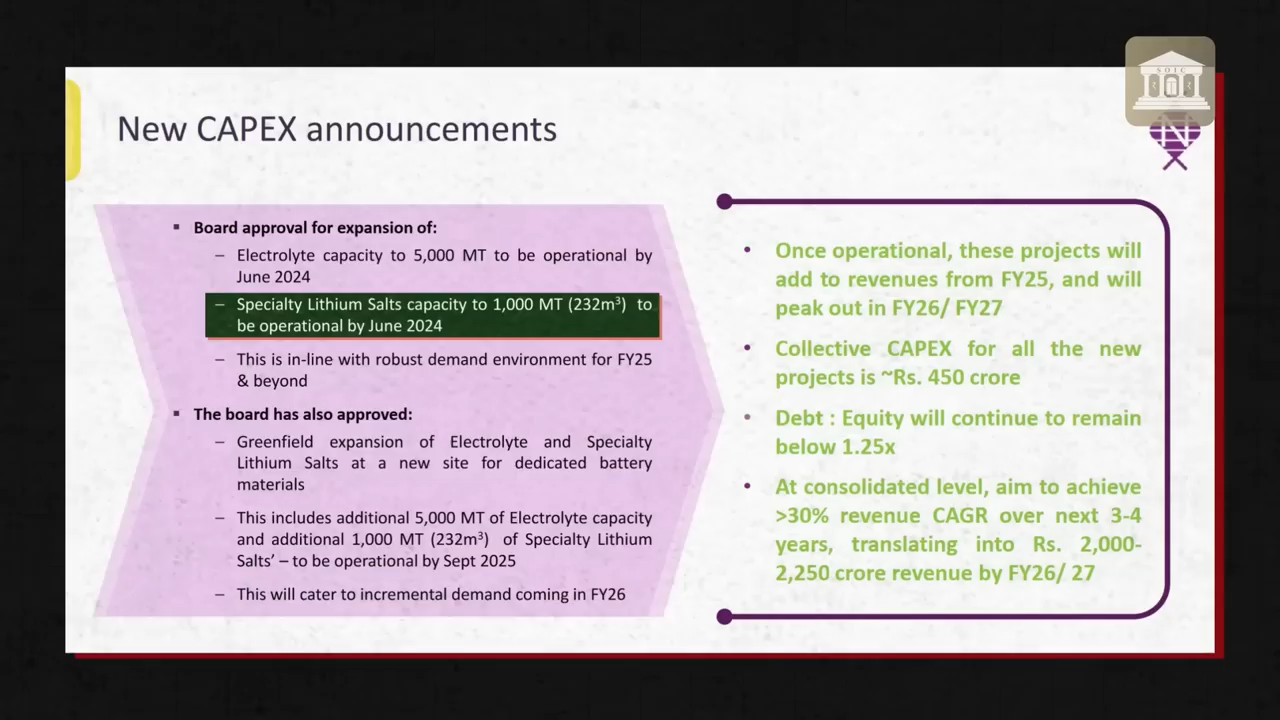 SOIC
N
New CAPEX announcements
▪ Board approval for expansion of:
– Electrolyte capacity to 5,000 MT to be operational by
June 2024
– Specialty Lithium Salts capacity to 1,000 MT (232m³) to
be operational by June 2024
– This is in-line with robust demand environment for FY25
& beyond
▪ The board has also approved:
– Greenfield expansion of Electrolyte and Specialty
Lithium Salts at a new site for dedicated battery
materials
– This includes additional 5,000 MT of Electrolyte capacity
and additional 1,000 MT (232m³) of Specialty Lithium
Salts’ – to be operational by Sept 2025
– This will cater to incremental demand coming in FY26
• Once operational, these projects will
add to revenues from FY25, and will
peak out in FY26/ FY27
• Collective CAPEX for all the new
projects is ~Rs. 450 crore
• Debt : Equity will continue to remain
below 1.25x
• At consolidated level, aim to achieve
>30% revenue CAGR over next 3-4
years, translating into Rs. 2,000-
2,250 crore revenue by FY26/ 27